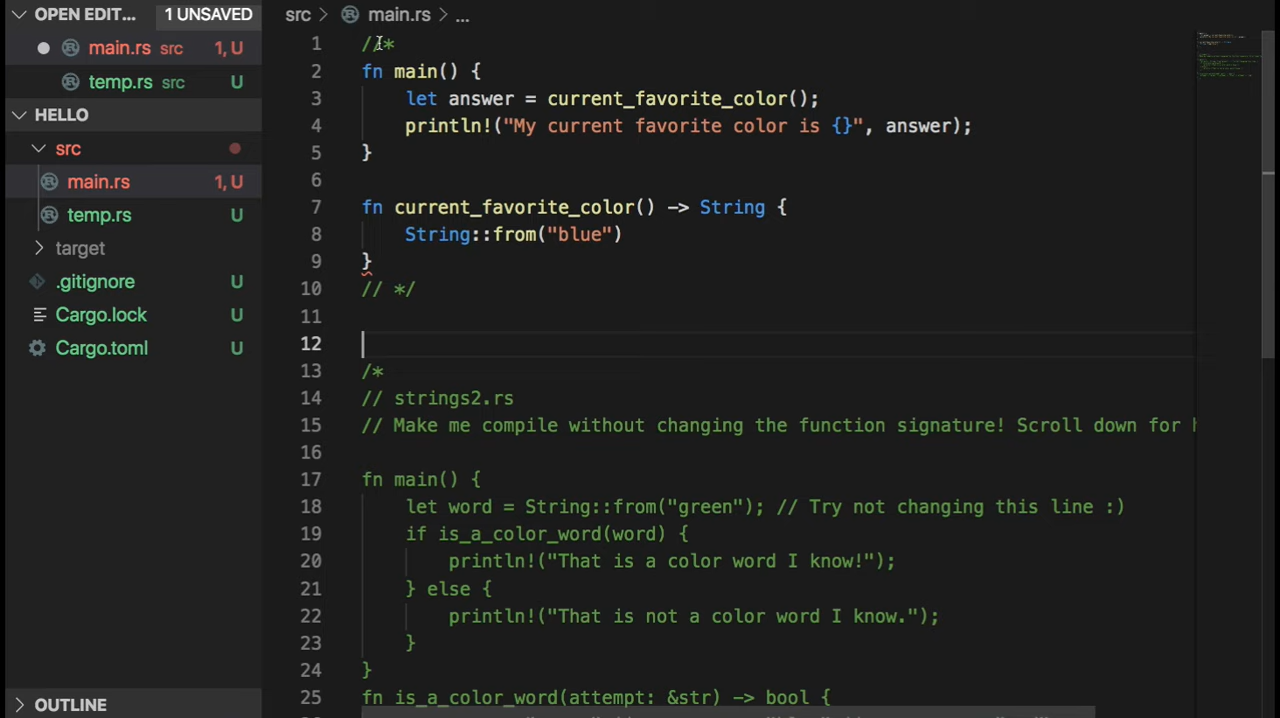 OPEN EDIT... 1 UNSAVED
main.rs src 1, U
temp.rs src U
HELLO
src
main.rs 1, U
temp.rs U
target
.gitignore U
Cargo.lock U
Cargo.toml U
OUTLINE
src > main.rs > ...
1 //*
2 fn main() {
3     let answer = current_favorite_color();
4     println!("My current favorite color is {}", answer);
5 }
6
7 fn current_favorite_color() -> String {
8     String::from("blue")
9 }
10 // */
11
12
13 /*
14 // strings2.rs
15 // Make me compile without changing the function signature! Scroll down for
16
17 fn main() {
18     let word = String::from("green"); // Try not changing this line :)
19     if is_a_color_word(word) {
20         println!("That is a color word I know!");
21     } else {
22         println!("That is not a color word I know.");
23     }
24 }
25 fn is_a_color_word(attempt: &str) -> bool {